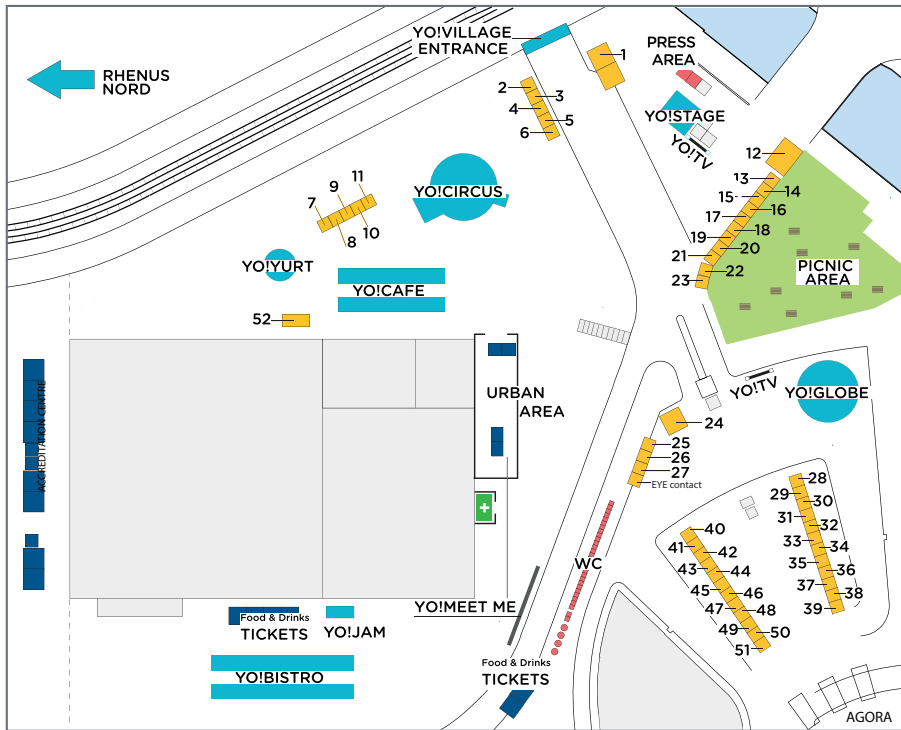 YO!VILLAGE
ENTRANCE
1
PRESS
AREA
RHENUS
NORD
2
3
4
5
6
YO!STAGE
YO!TV
12
13
14
15
16
17
18
19
20
21
22
23
PICNIC
AREA
7
9
11
8
10
YO!CIRCUS
YO!YURT
YO!CAFE
52
URBAN
AREA
ACCREDITATION CENTRE
YO!TV
YO!GLOBE
24
25
26
27
EYE contact
28
29
30
31
32
33
34
35
36
37
38
39
40
41
42
43
44
45
46
47
48
49
50
51
WC
YO!MEET ME
Food & Drinks
TICKETS
YO!JAM
YO!BISTRO
Food & Drinks
TICKETS
AGORA